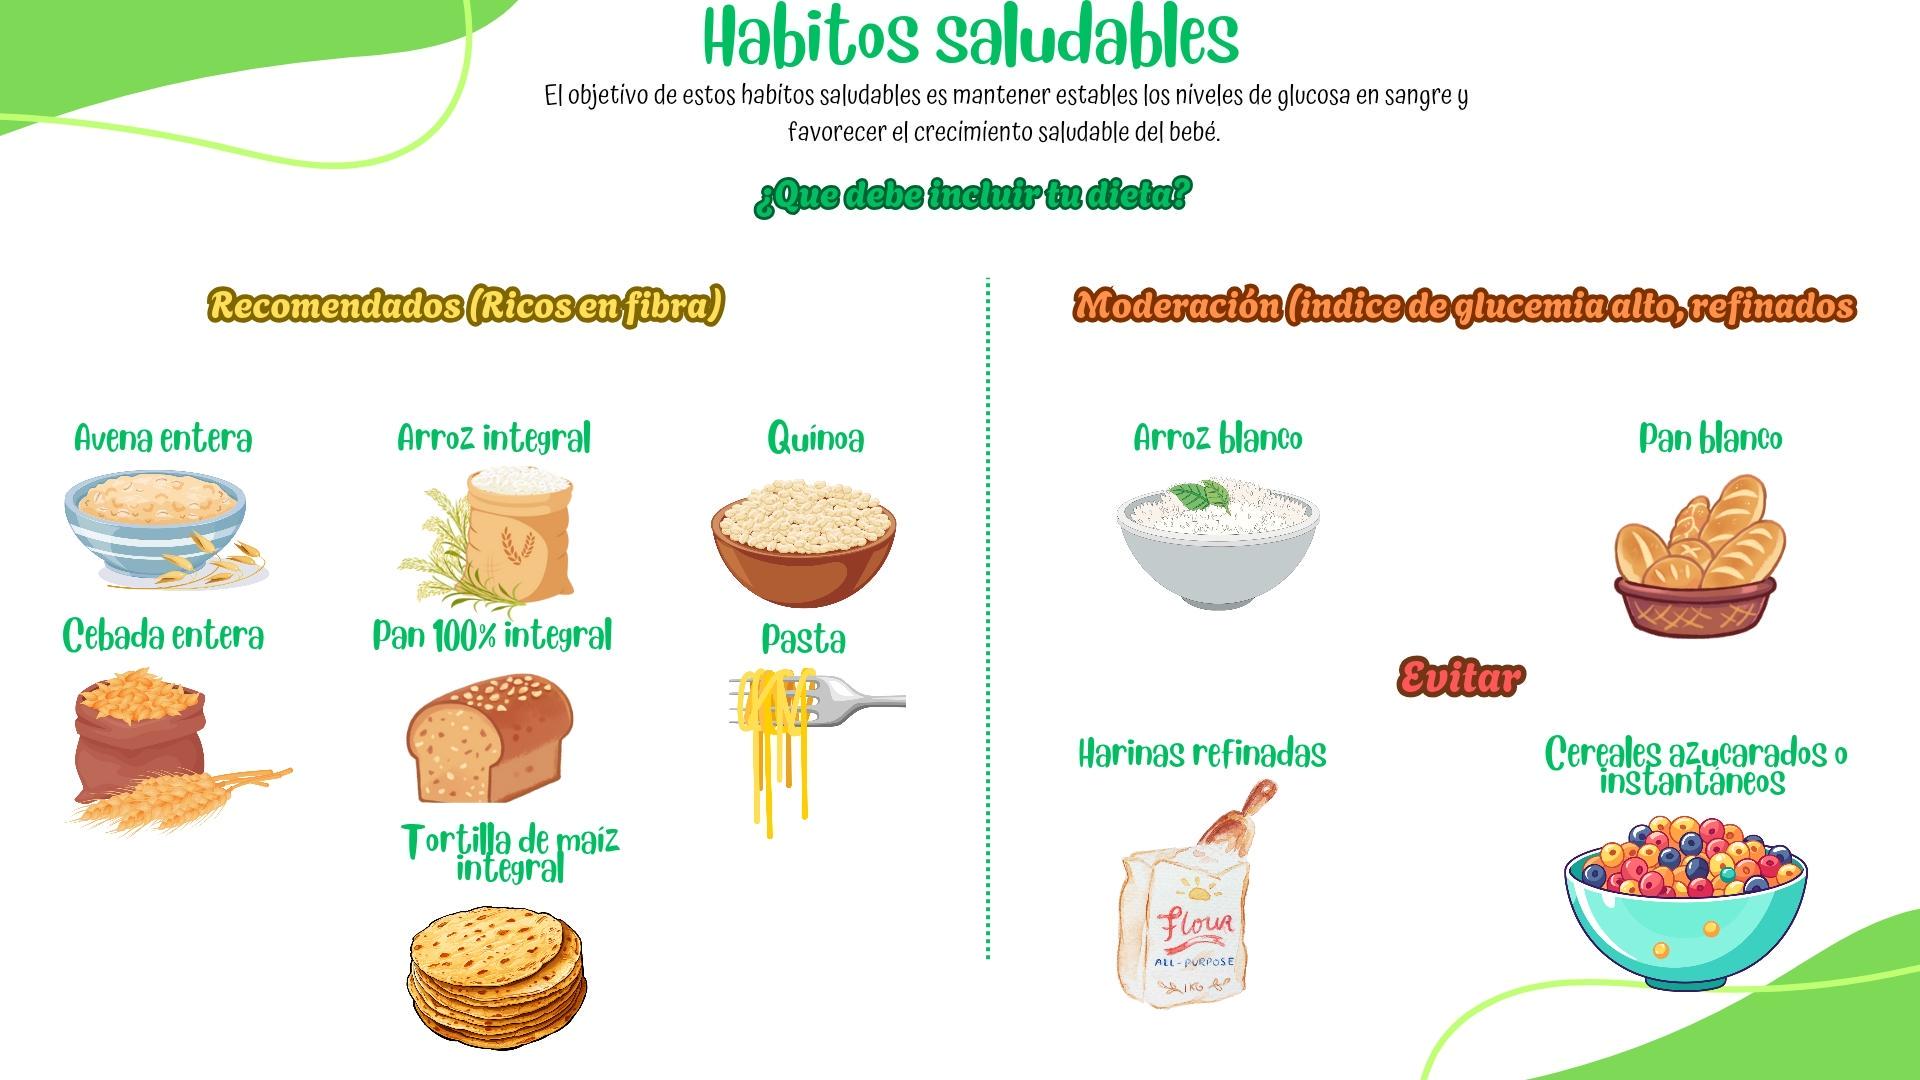 Habitos saludables
El objetivo de estos habitos saludables es mantener estables los niveles de glucosa en sangre y
favorecer el crecimiento saludable del bebé.
¿Que debe incluir tu dieta?
Recomendados (Ricos en fibra)
Avena entera
Arroz integral
Quínoa
Cebada entera
Pan 100% integral
Pasta
Tortilla de maíz
integral
Moderación (indice de glucemia alto, refinados
Arroz blanco
Pan blanco
Evitar
Harinas refinadas
Cereales azucarados o
instantáneos
Flour
ALL-PURPOSE
1KG